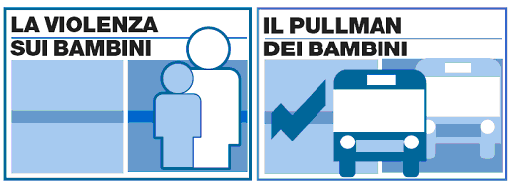 LA VIOLENZA
SUI BAMBINI
IL PULLMAN
DEI BAMBINI